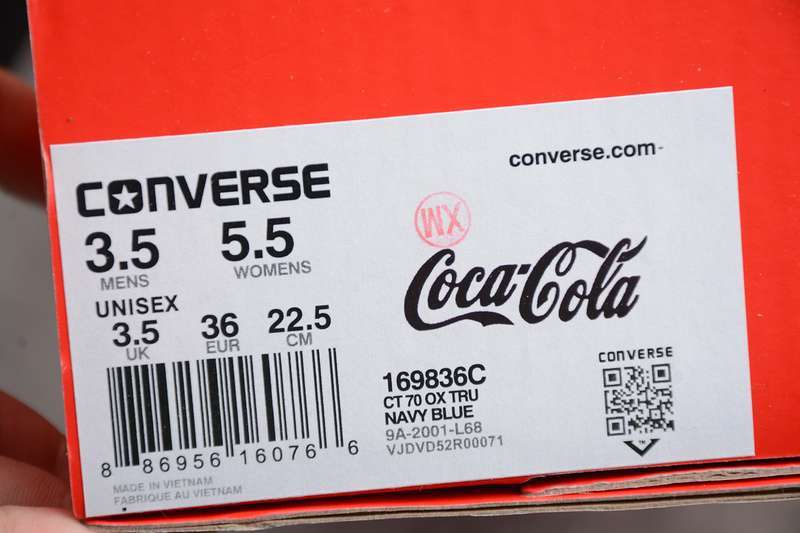 CONVERSE
converse.com
3.5 5.5
MENS WOMENS
UNISEX
3.5 36 22.5
UK EUR CM
8 86956 16076 6
MADE IN VIETNAM
FABRIQUE AU VIETNAM
Coca-Cola
169836C
CT 70 OX TRU
NAVY BLUE
9A-2001-L68
VJDVD52R00071
CONVERSE
TM